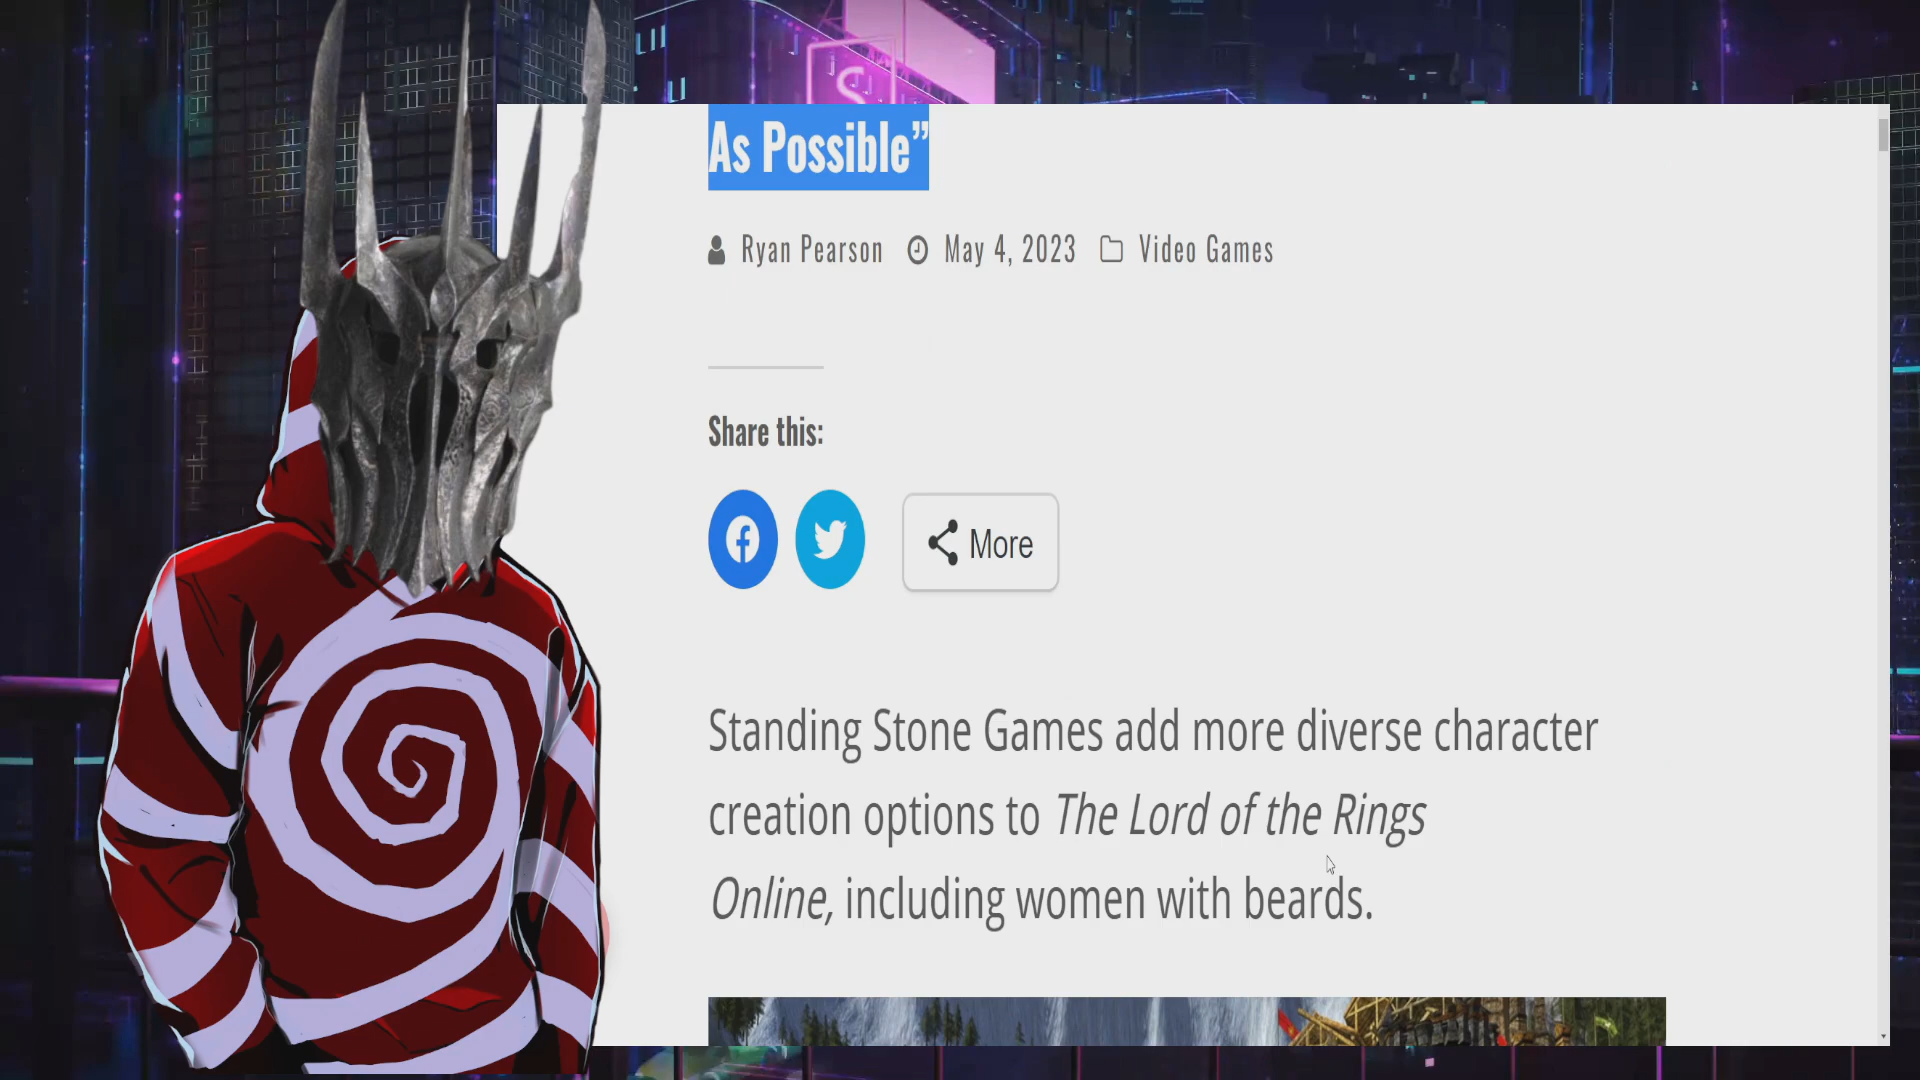 S
As Possible”
Ryan Pearson May 4, 2023 Video Games
Share this:
More
Standing Stone Games add more diverse character
creation options to The Lord of the Rings
Online, including women with beards.